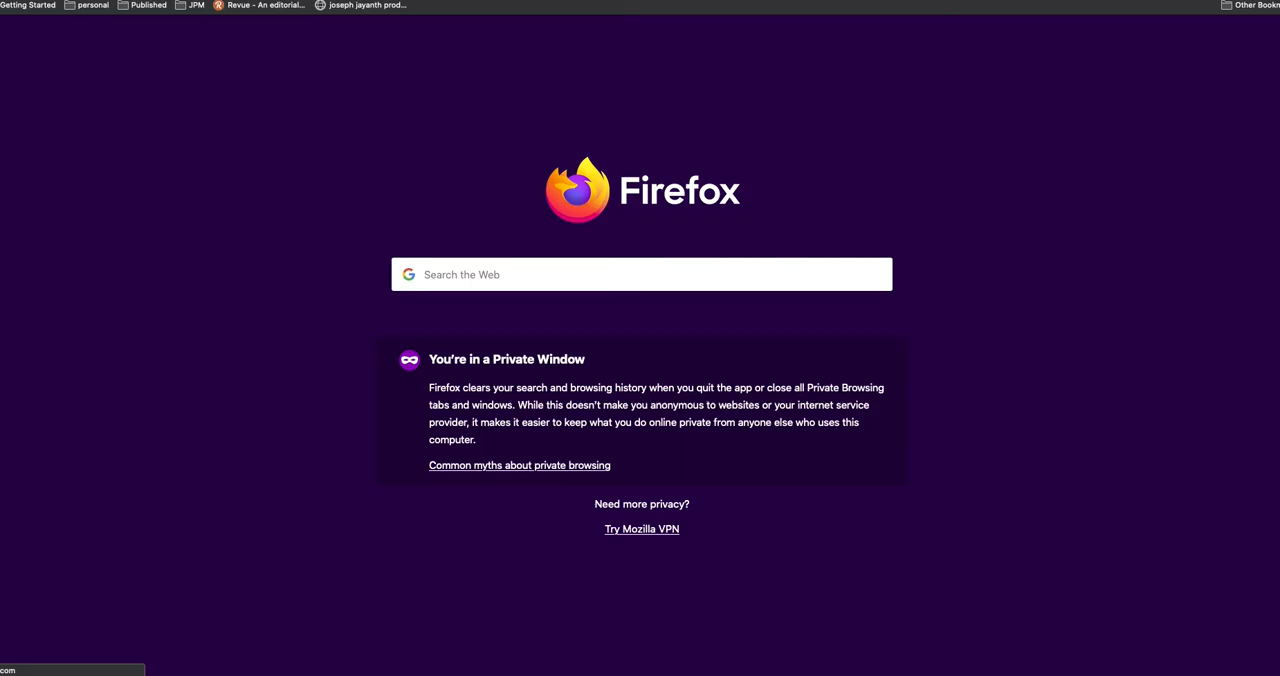 Getting Started personal Published JPM Revue - An editorial... joseph jayanth prod... Other Bookm
Firefox
Search the Web
You're in a Private Window
Firefox clears your search and browsing history when you quit the app or close all Private Browsing
tabs and windows. While this doesn't make you anonymous to websites or your internet service
provider, it makes it easier to keep what you do online private from anyone else who uses this
computer.
Common myths about private browsing
Need more privacy?
Try Mozilla VPN
com